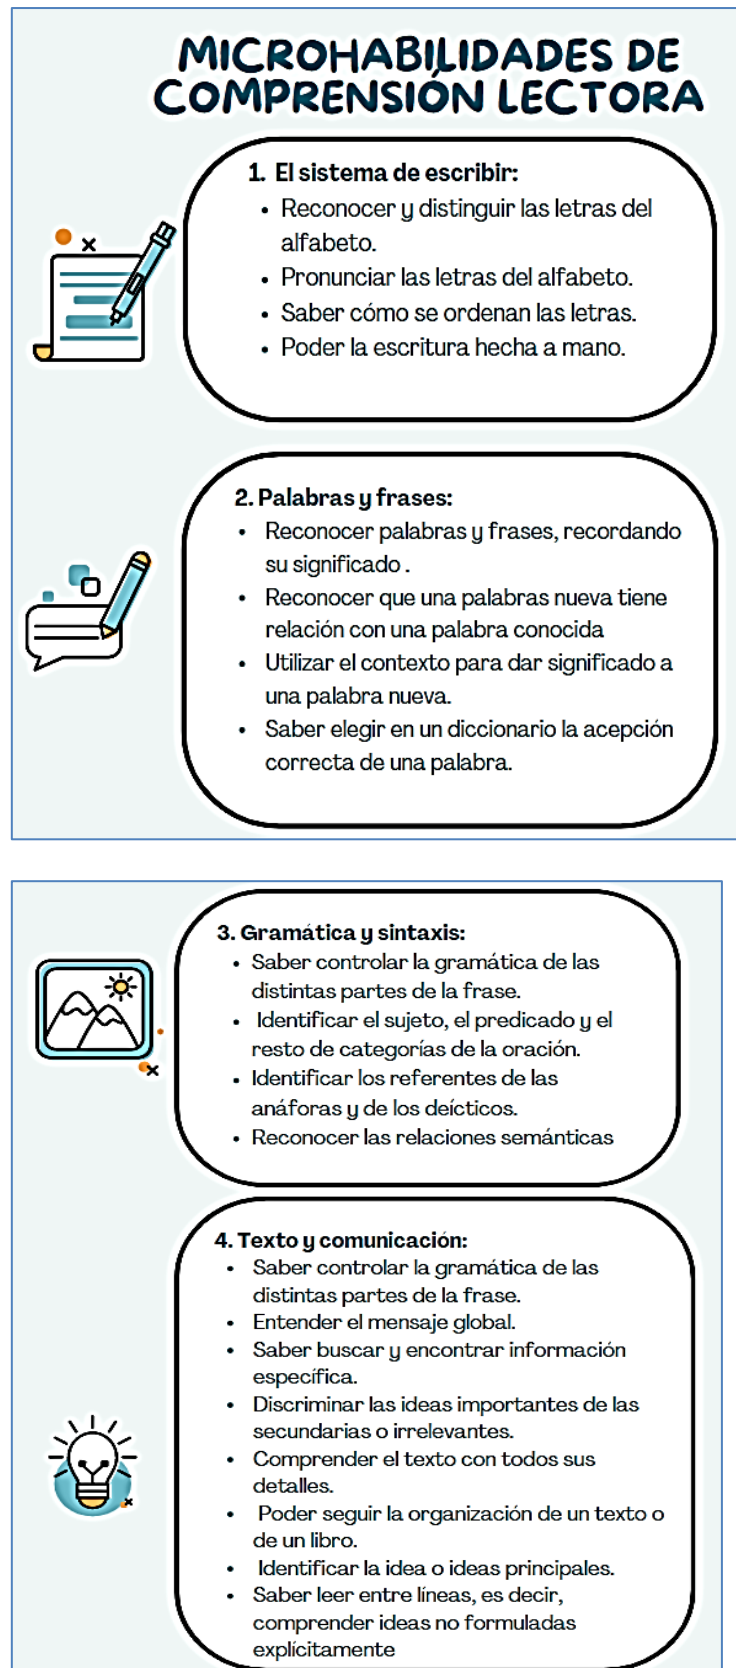 MICROHABILIDADES DE
COMPRENSIÓN LECTORA
1. El sistema de escribir:
• Reconocer y distinguir las letras del
alfabeto.
• Pronunciar las letras del alfabeto.
• Saber cómo se ordenan las letras.
• Poder la escritura hecha a mano.
2. Palabras y frases:
• Reconocer palabras y frases, recordando
su significado .
• Reconocer que una palabras nueva tiene
relación con una palabra conocida
• Utilizar el contexto para dar significado a
una palabra nueva.
• Saber elegir en un diccionario la acepción
correcta de una palabra.
3. Gramática y sintaxis:
• Saber controlar la gramática de las
distintas partes de la frase.
• Identificar el sujeto, el predicado y el
resto de categorías de la oración.
• Identificar los referentes de las
anáforas y de los deícticos.
• Reconocer las relaciones semánticas
4. Texto y comunicación:
• Saber controlar la gramática de las
distintas partes de la frase.
• Entender el mensaje global.
• Saber buscar y encontrar información
específica.
• Discriminar las ideas importantes de las
secundarias o irrelevantes.
• Comprender el texto con todos sus
detalles.
• Poder seguir la organización de un texto o
de un libro.
• Identificar la idea o ideas principales.
• Saber leer entre líneas, es decir,
comprender ideas no formuladas
explícitamente